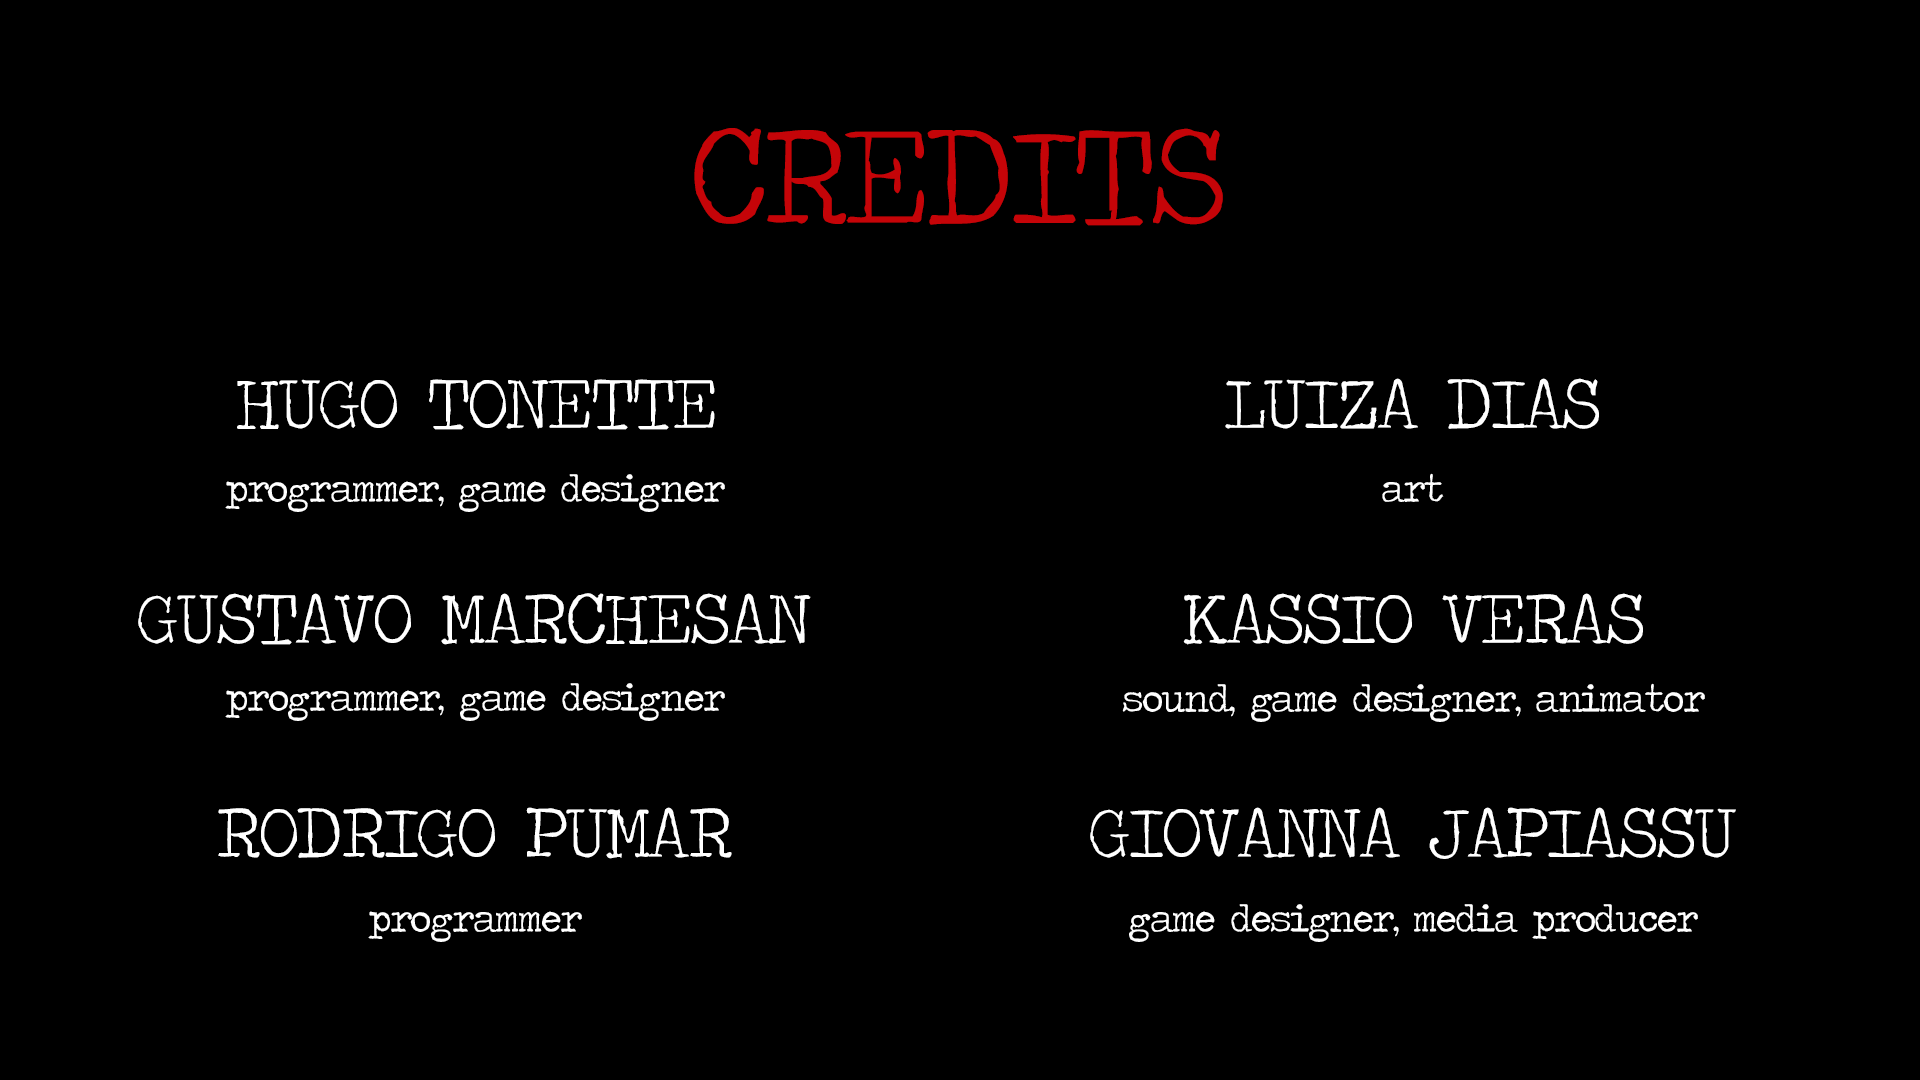 CREDITS
HUGO TONETTE
programmer, game designer
GUSTAVO MARCHESAN
programmer, game designer
RODRIGO PUMAR
programmer
LUIZA DIAS
art
KASSIO VERAS
sound, game designer, animator
GIOVANNA JAPIASSU
game designer, media producer